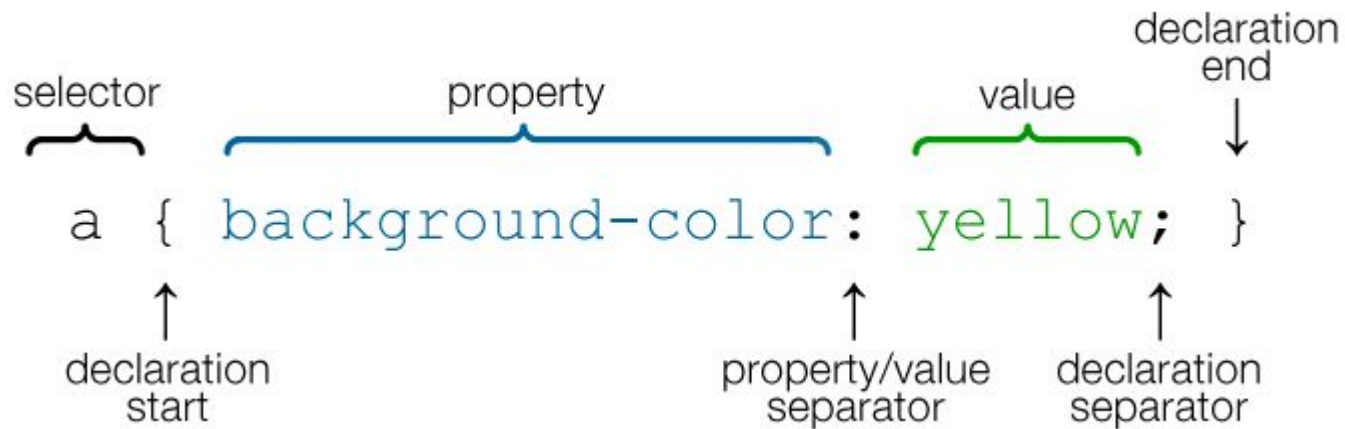 declaration
end
selector
property
value
a { background-color: yellow; }
declaration
start
property/value
separator
declaration
separator